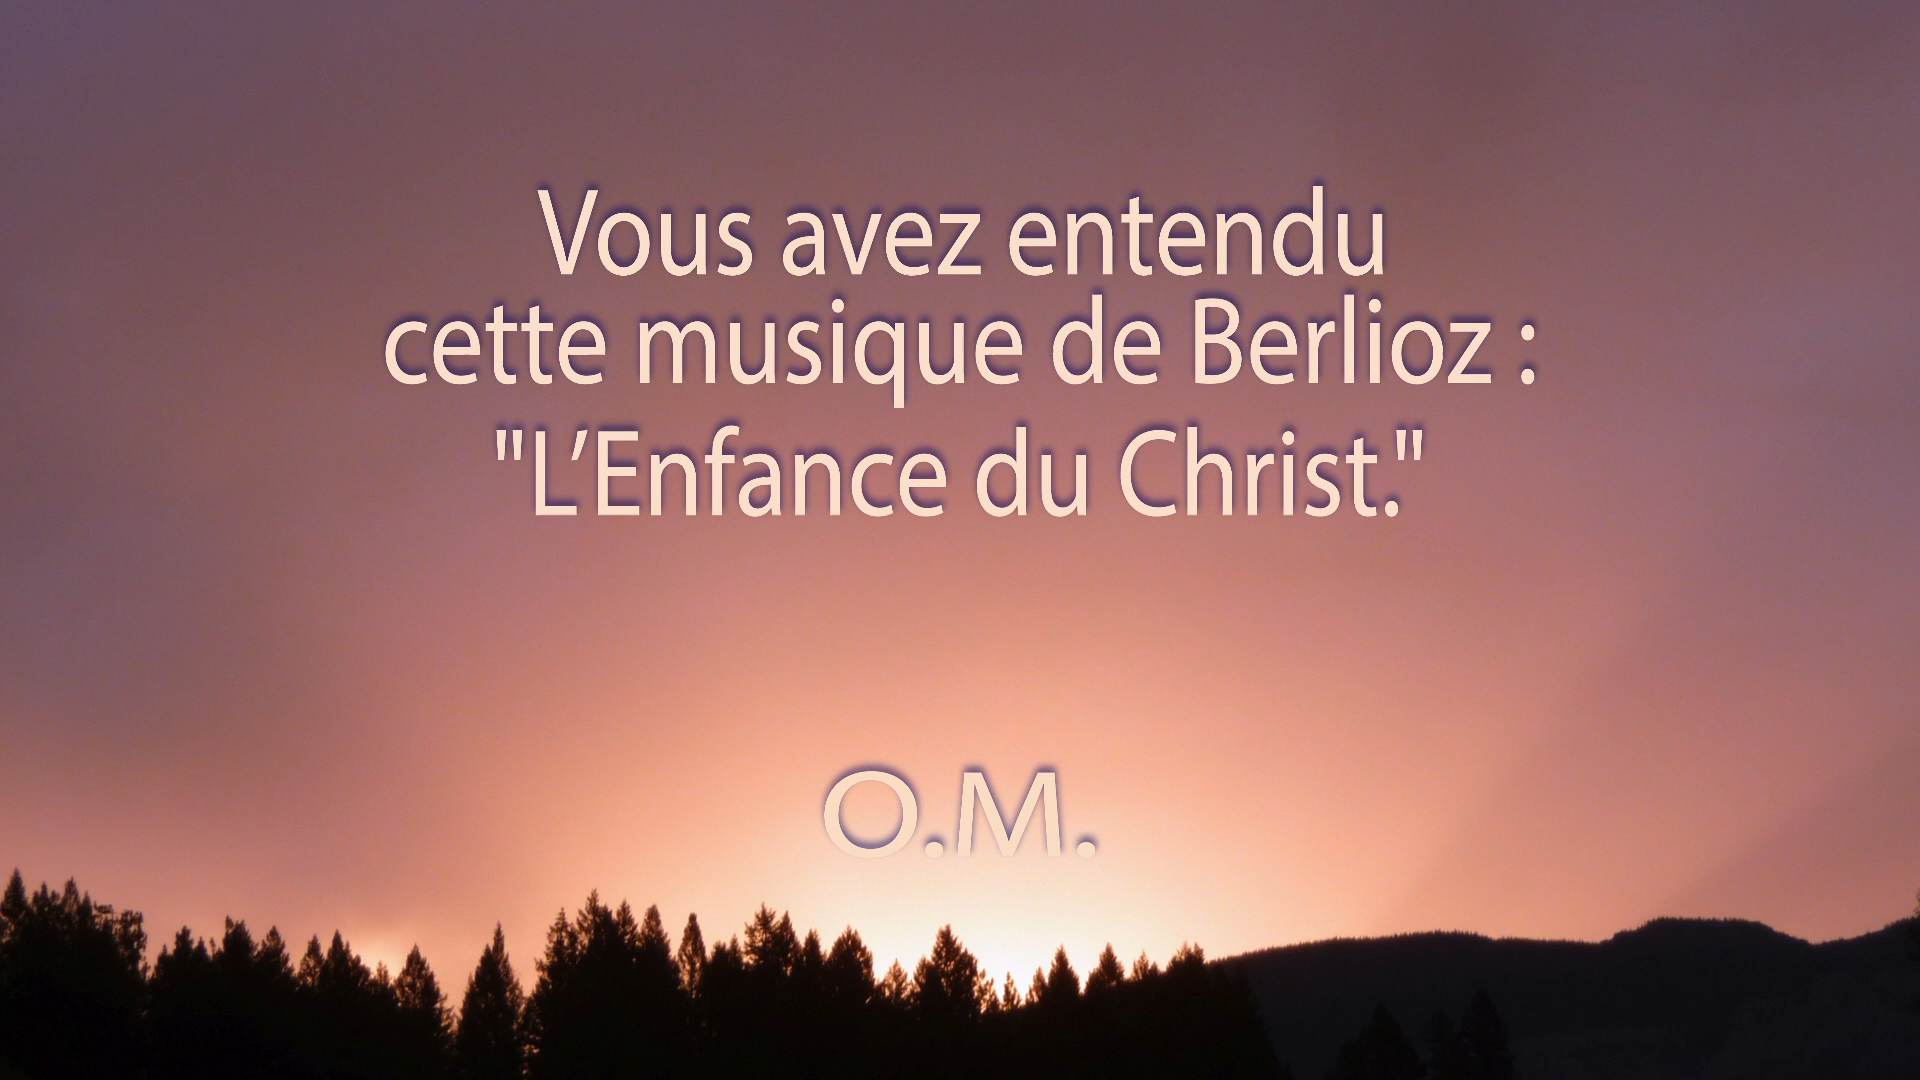 Vous avez entendu
cette musique de Berlioz :
"L’Enfance du Christ."
O.M.